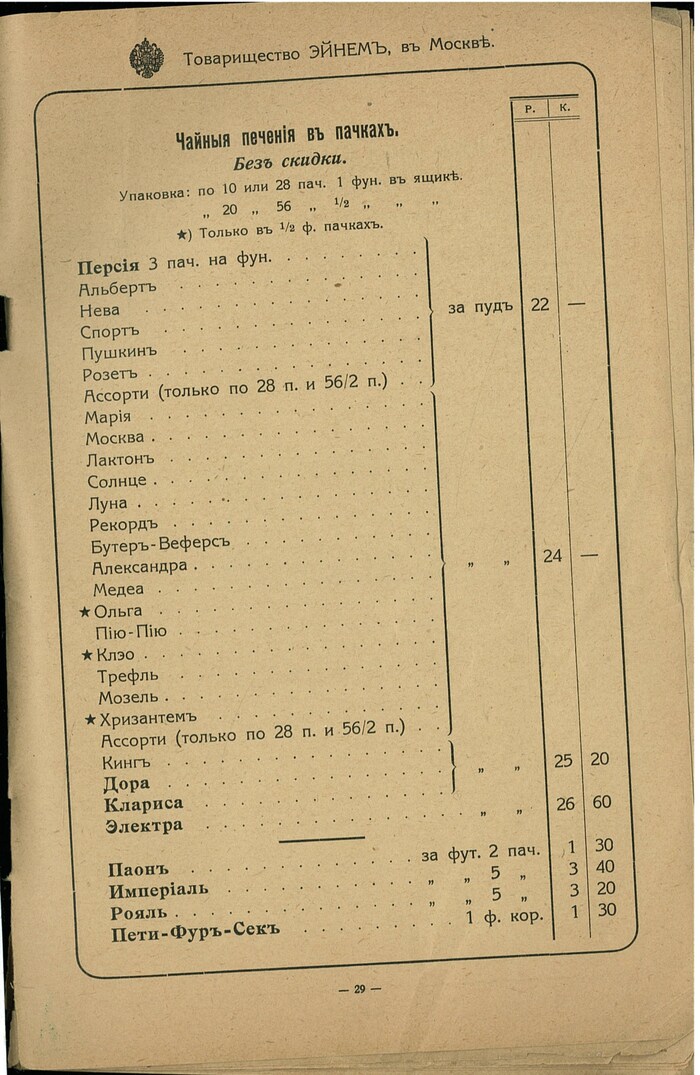 Товарищество ЭЙНЕМЪ, въ Москвѣ.
Р. К.
Чайныя печенія въ пачкахъ.
Безъ скидки.
Упаковка: по 10 или 28 пач. 1 фун. въ ящикѣ.
„ 20 „ 56 „ ½ „ „ „
★) Только въ ½ ф. пачкахъ.
Персія 3 пач. на фун.
Альбертъ
Нева за пудъ 22 —
Спортъ
Пушкинъ
Розетъ
Ассорти (только по 28 п. и 56/2 п.)
Марія
Москва
Лактонъ
Солнце
Луна
Рекордъ
Бутеръ-Веферсъ
Александра „ „ 24 —
Медеа
★ Ольга
Пію-Пію
★ Клэо
Трефль
Мозель
★ Хризантемъ
Ассорти (только по 28 п. и 56/2 п.)
Кингъ „ „ 25 20
Дора
Клариса „ „ 26 60
Электра
Паонъ за фут. 2 пач. 1 30
Имперіаль „ „ 5 „ 3 40
Рояль „ „ 5 „ 3 20
Пети-Фуръ-Секъ 1 ф. кор. 1 30
— 29 —